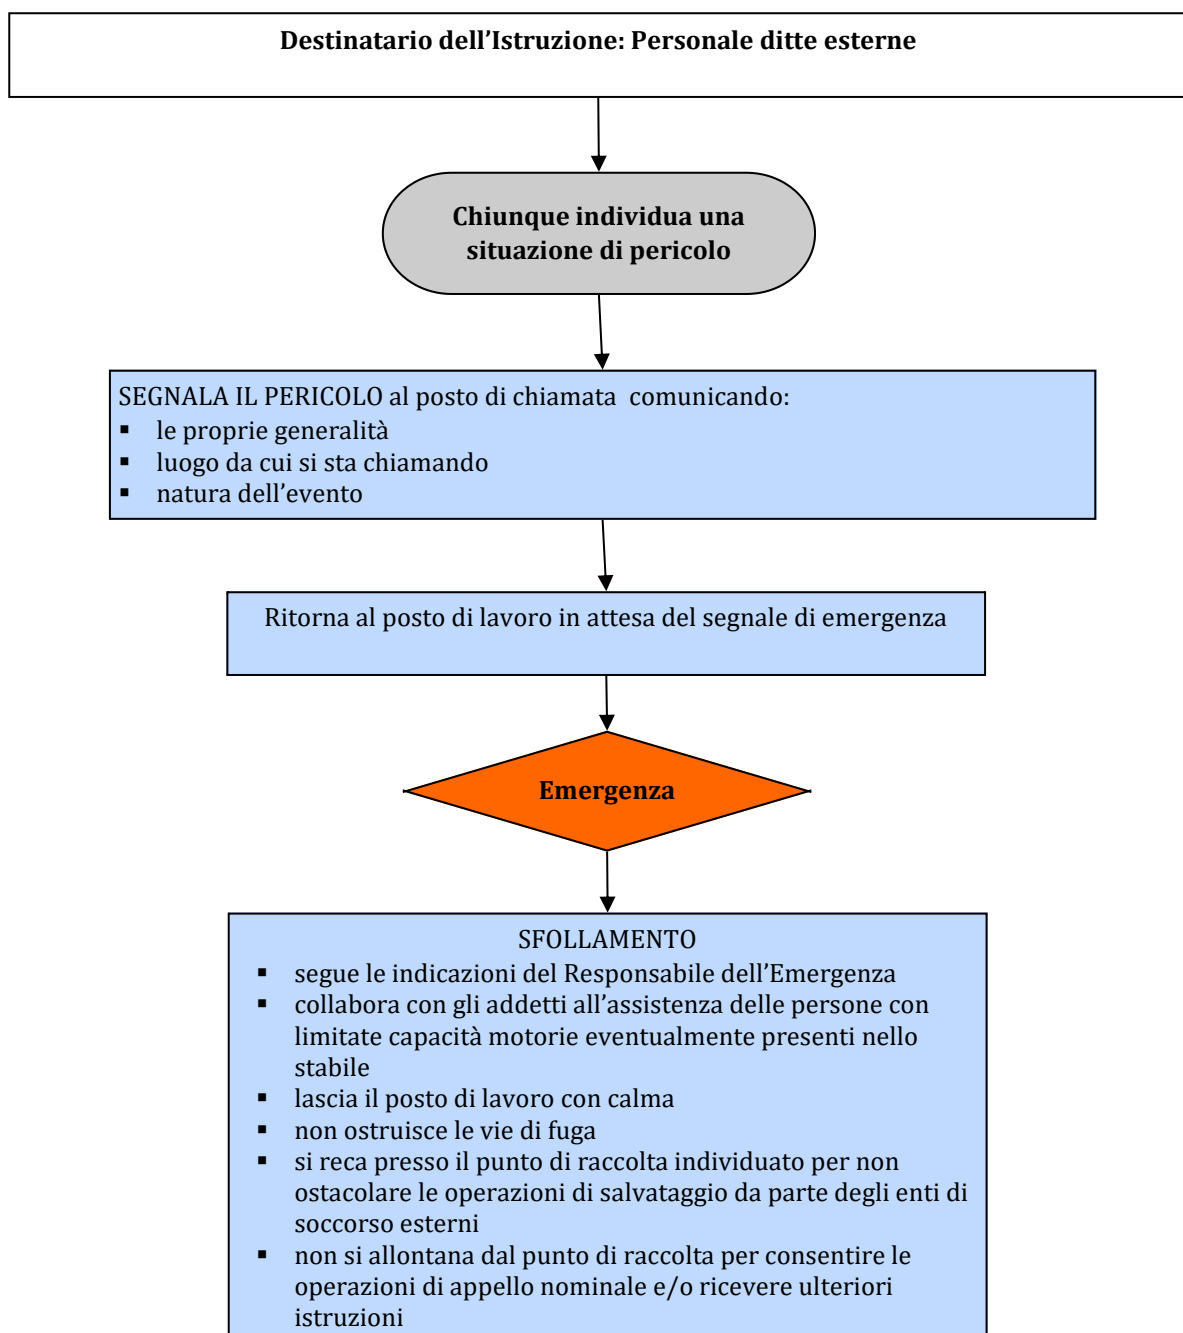 Destinatario dell’Istruzione: Personale ditte esterne
Chiunque individua una
situazione di pericolo
SEGNALA IL PERICOLO al posto di chiamata comunicando:
▪ le proprie generalità
▪ luogo da cui si sta chiamando
▪ natura dell’evento
Ritorna al posto di lavoro in attesa del segnale di emergenza
Emergenza
SFOLLAMENTO
▪ segue le indicazioni del Responsabile dell’Emergenza
▪ collabora con gli addetti all’assistenza delle persone con
limitate capacità motorie eventualmente presenti nello
stabile
▪ lascia il posto di lavoro con calma
▪ non ostruisce le vie di fuga
▪ si reca presso il punto di raccolta individuato per non
ostacolare le operazioni di salvataggio da parte degli enti di
soccorso esterni
▪ non si allontana dal punto di raccolta per consentire le
operazioni di appello nominale e/o ricevere ulteriori
istruzioni